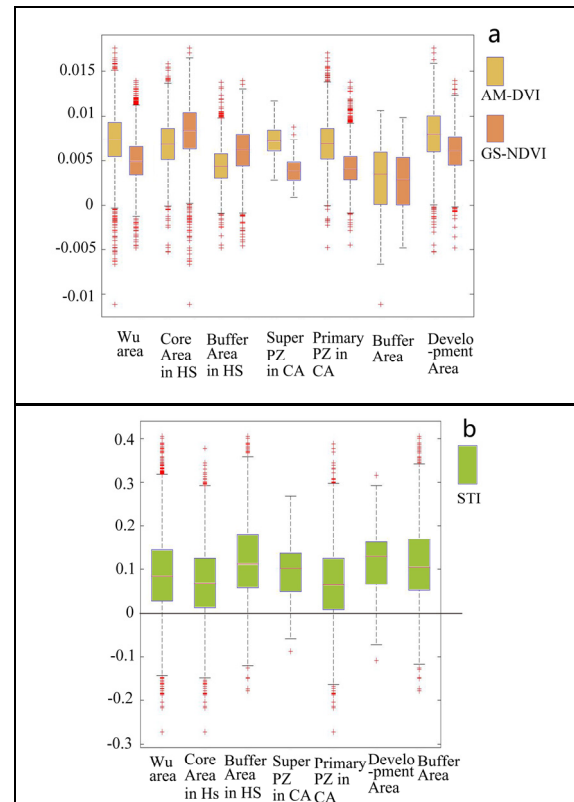 a
AM-DVI
GS-NDVI
0.015
0.01
0.005
0
-0.005
-0.01
Wu
area
Core
Area
in HS
Buffer
Area
in HS
Super
PZ
in CA
Primary
PZ in
CA
Buffer
Area
Develo
-pment
Area
b
STI
0.4
0.3
0.2
0.1
0
-0.1
-0.2
-0.3
Wu
area
Core
Area
in Hs
Buffer
Area
in HS
Super
PZ
in CA
Primary
PZ in
CA
Develo
-pment
Area
Buffer
Area